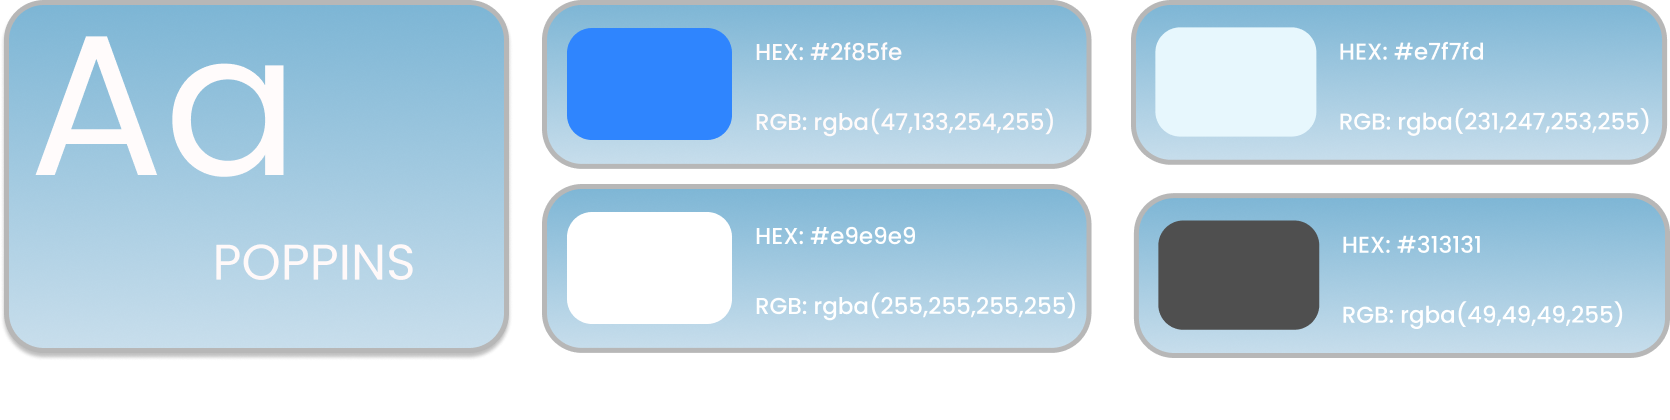 Aa
POPPINS
HEX: #2f85fe
RGB: rgba(47,133,254,255)
HEX: #e9e9e9
RGB: rgba(255,255,255,255)
HEX: #e7f7fd
RGB: rgba(231,247,253,255)
HEX: #313131
RGB: rgba(49,49,49,255)